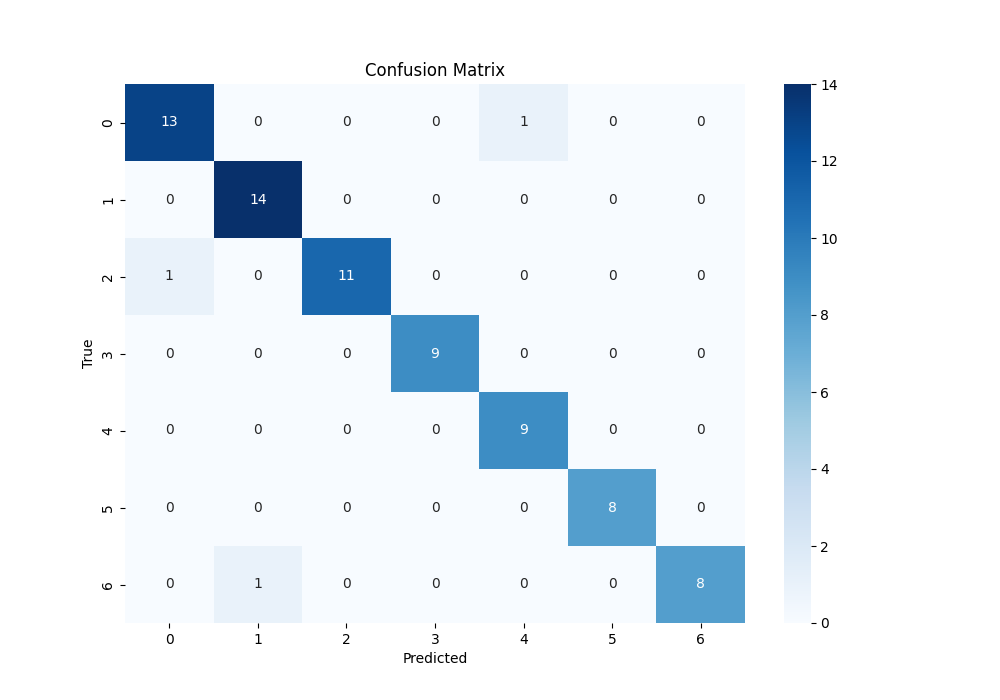 Confusion Matrix
0 13 0 0 0 1 0 0
1 0 14 0 0 0 0 0
2 1 0 11 0 0 0 0
3 0 0 0 9 0 0 0
4 0 0 0 0 9 0 0
5 0 0 0 0 0 8 0
6 0 1 0 0 0 0 8
0 1 2 3 4 5 6
Predicted
True
14
12
10
8
6
4
2
0